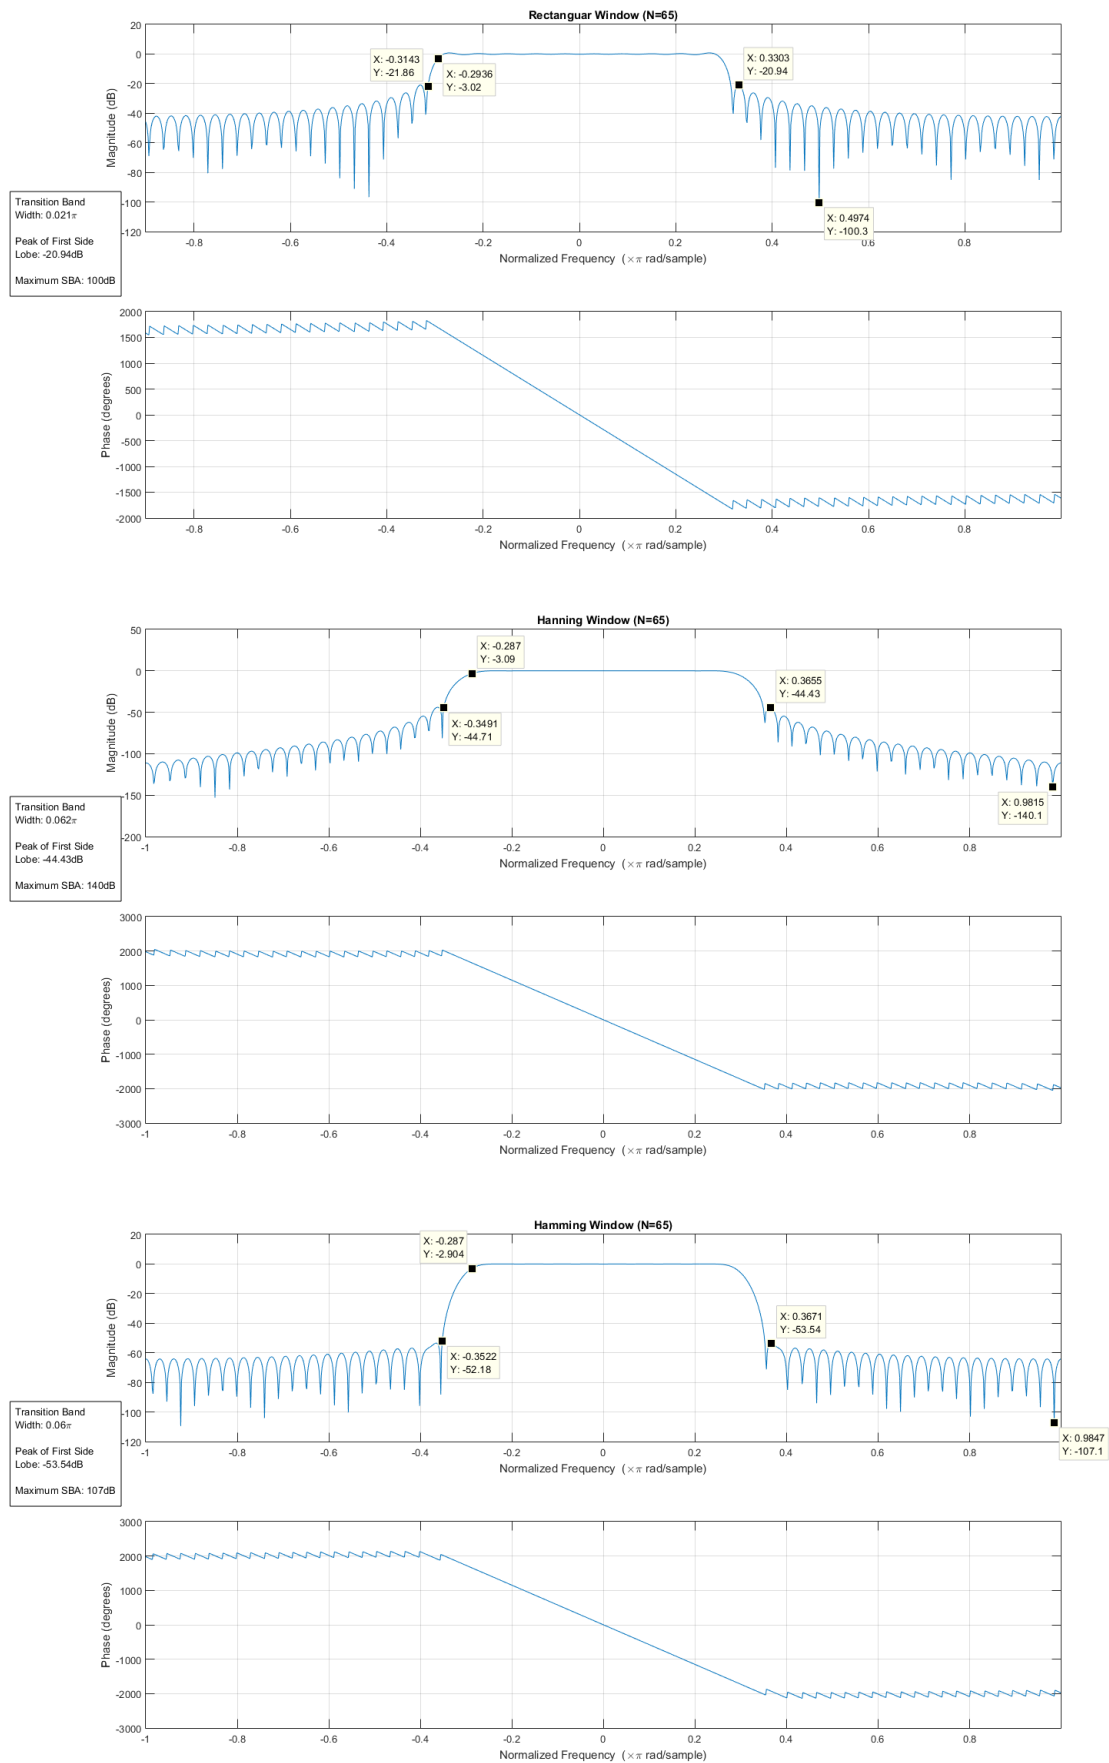 Rectanguar Window (N=65)
20
0
-20
-40
-60
-80
-100
-120
Magnitude (dB)
X: -0.3143
Y: -21.86
X: -0.2936
Y: -3.02
X: 0.3303
Y: -20.94
X: 0.4974
Y: -100.3
-0.8 -0.6 -0.4 -0.2 0 0.2 0.4 0.6 0.8
Normalized Frequency (×π rad/sample)
Transition Band
Width: 0.021π
Peak of First Side
Lobe: -20.94dB
Maximum SBA: 100dB
2000
1500
1000
500
0
-500
-1000
-1500
-2000
Phase (degrees)
-0.8 -0.6 -0.4 -0.2 0 0.2 0.4 0.6 0.8
Normalized Frequency (×π rad/sample)
Hanning Window (N=65)
50
0
-50
-100
-150
-200
Magnitude (dB)
X: -0.287
Y: -3.09
X: -0.3491
Y: -44.71
X: 0.3655
Y: -44.43
X: 0.9815
Y: -140.1
-1 -0.8 -0.6 -0.4 -0.2 0 0.2 0.4 0.6 0.8
Normalized Frequency (×π rad/sample)
Transition Band
Width: 0.062π
Peak of First Side
Lobe: -44.43dB
Maximum SBA: 140dB
3000
2000
1000
0
-1000
-2000
-3000
Phase (degrees)
-1 -0.8 -0.6 -0.4 -0.2 0 0.2 0.4 0.6 0.8
Normalized Frequency (×π rad/sample)
Hamming Window (N=65)
20
0
-20
-40
-60
-80
-100
-120
Magnitude (dB)
X: -0.287
Y: -2.904
X: -0.3522
Y: -52.18
X: 0.3671
Y: -53.54
X: 0.9847
Y: -107.1
-1 -0.8 -0.6 -0.4 -0.2 0 0.2 0.4 0.6 0.8
Normalized Frequency (×π rad/sample)
Transition Band
Width: 0.06π
Peak of First Side
Lobe: -53.54dB
Maximum SBA: 107dB
3000
2000
1000
0
-1000
-2000
-3000
Phase (degrees)
-1 -0.8 -0.6 -0.4 -0.2 0 0.2 0.4 0.6 0.8
Normalized Frequency (×π rad/sample)